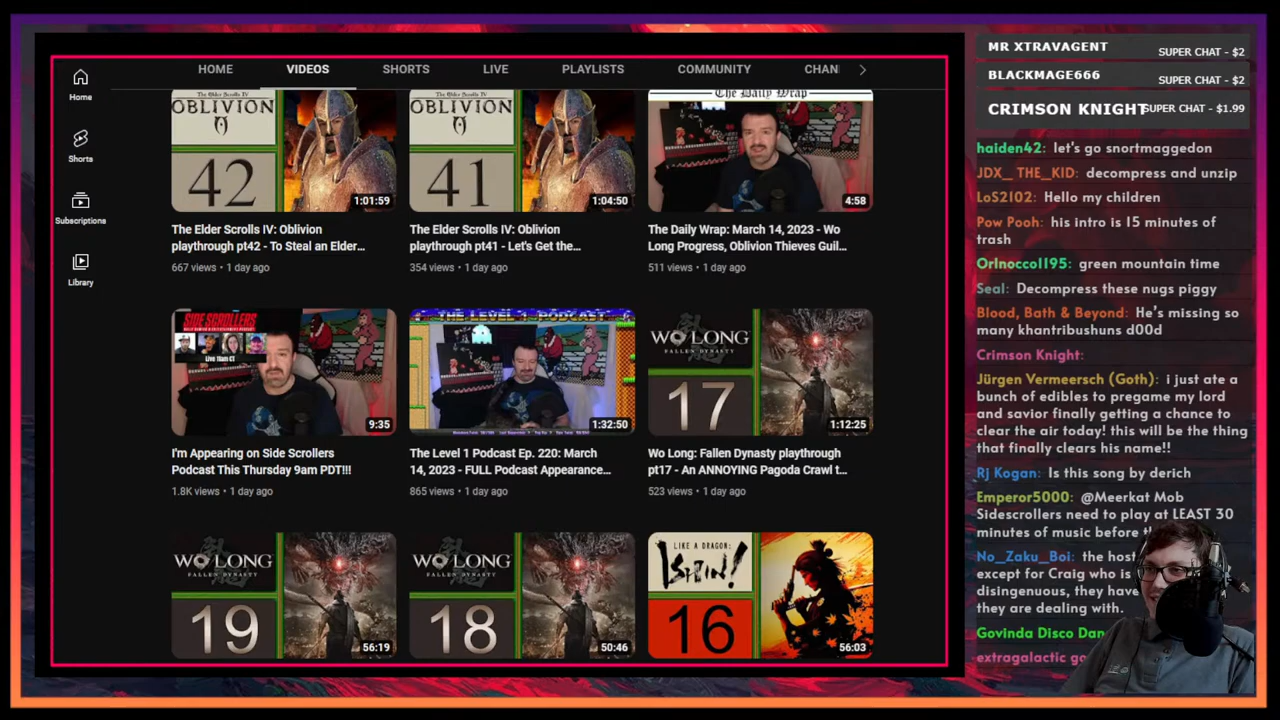 HOME
VIDEOS
SHORTS
LIVE
PLAYLISTS
COMMUNITY
CHAN
Home
Shorts
Subscriptions
Library
The Elder Scrolls IV:
OBLIVION
42
1:01:59
The Elder Scrolls IV: Oblivion
playthrough pt42 - To Steal an Elder...
667 views • 1 day ago
The Elder Scrolls IV:
OBLIVION
41
1:04:50
The Elder Scrolls IV: Oblivion
playthrough pt41 - Let's Get the...
354 views • 1 day ago
The Daily Wrap
4:58
The Daily Wrap: March 14, 2023 - Wo
Long Progress, Oblivion Thieves Guil...
511 views • 1 day ago
SIDE SCROLLERS
Live 11am CT
9:35
I'm Appearing on Side Scrollers
Podcast This Thursday 9am PDT!!!
1.8K views • 1 day ago
THE LEVEL 1 PODCAST
1:32:50
The Level 1 Podcast Ep. 220: March
14, 2023 - FULL Podcast Appearance...
865 views • 1 day ago
WO LONG
FALLEN DYNASTY
17
1:12:25
Wo Long: Fallen Dynasty playthrough
pt17 - An ANNOYING Pagoda Crawl t...
523 views • 1 day ago
WO LONG
FALLEN DYNASTY
19
56:19
WO LONG
FALLEN DYNASTY
18
50:46
LIKE A DRAGON:
ISHIN!
16
56:03
MR XTRAVAGENT
SUPER CHAT - $2
BLACKMAGE666
SUPER CHAT - $2
CRIMSON KNIGHT
SUPER CHAT - $1.99
haiden42: let's go snortmaggedon
JDX_ THE_KID: decompress and unzip
LoS2102: Hello my children
Pow Pooh: his intro is 15 minutes of
trash
Orlnocco1195: green mountain time
Seal: Decompress these nugs piggy
Blood, Bath & Beyond: He's missing so
many khantribushuns d00d
Crimson Knight:
Jürgen Vermeersch (Goth): i just ate a
bunch of edibles to pregame my lord
and savior finally getting a chance to
clear the air today! this will be the thing
that finally clears his name!!
Rj Kogan: Is this song by derich
Emperor5000: @Meerkat Mob
Sidescrollers need to play at LEAST 30
minutes of music before
No_Zaku_Boi: the host
except for Craig who is
disingenuous, they have
they are dealing with.
Govinda Disco Dan
extragalactic